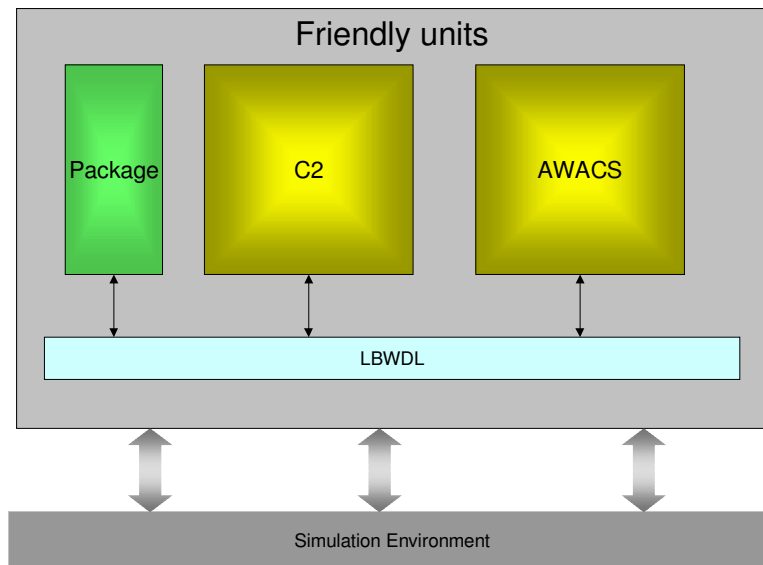 Friendly units
Package
C2
AWACS
LBWDL
Simulation Environment